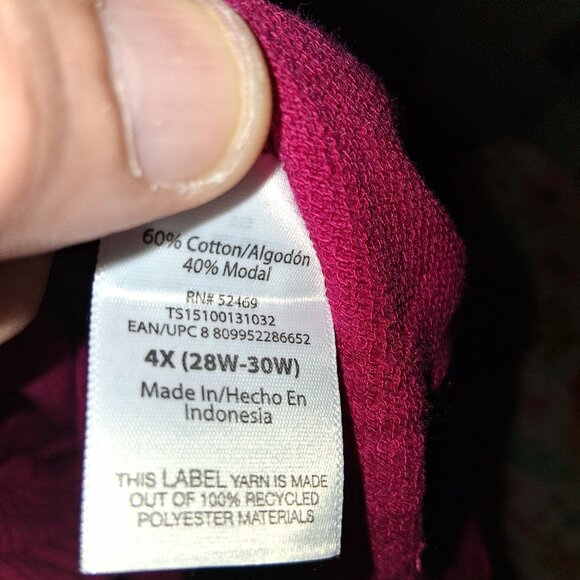 60% Cotton/Algodón
40% Modal
RN# 52469
TS15100131032
EAN/UPC 8 809952286652
4X (28W-30W)
Made In/Hecho En
Indonesia
THIS LABEL YARN IS MADE
OUT OF 100% RECYCLED
POLYESTER MATERIALS